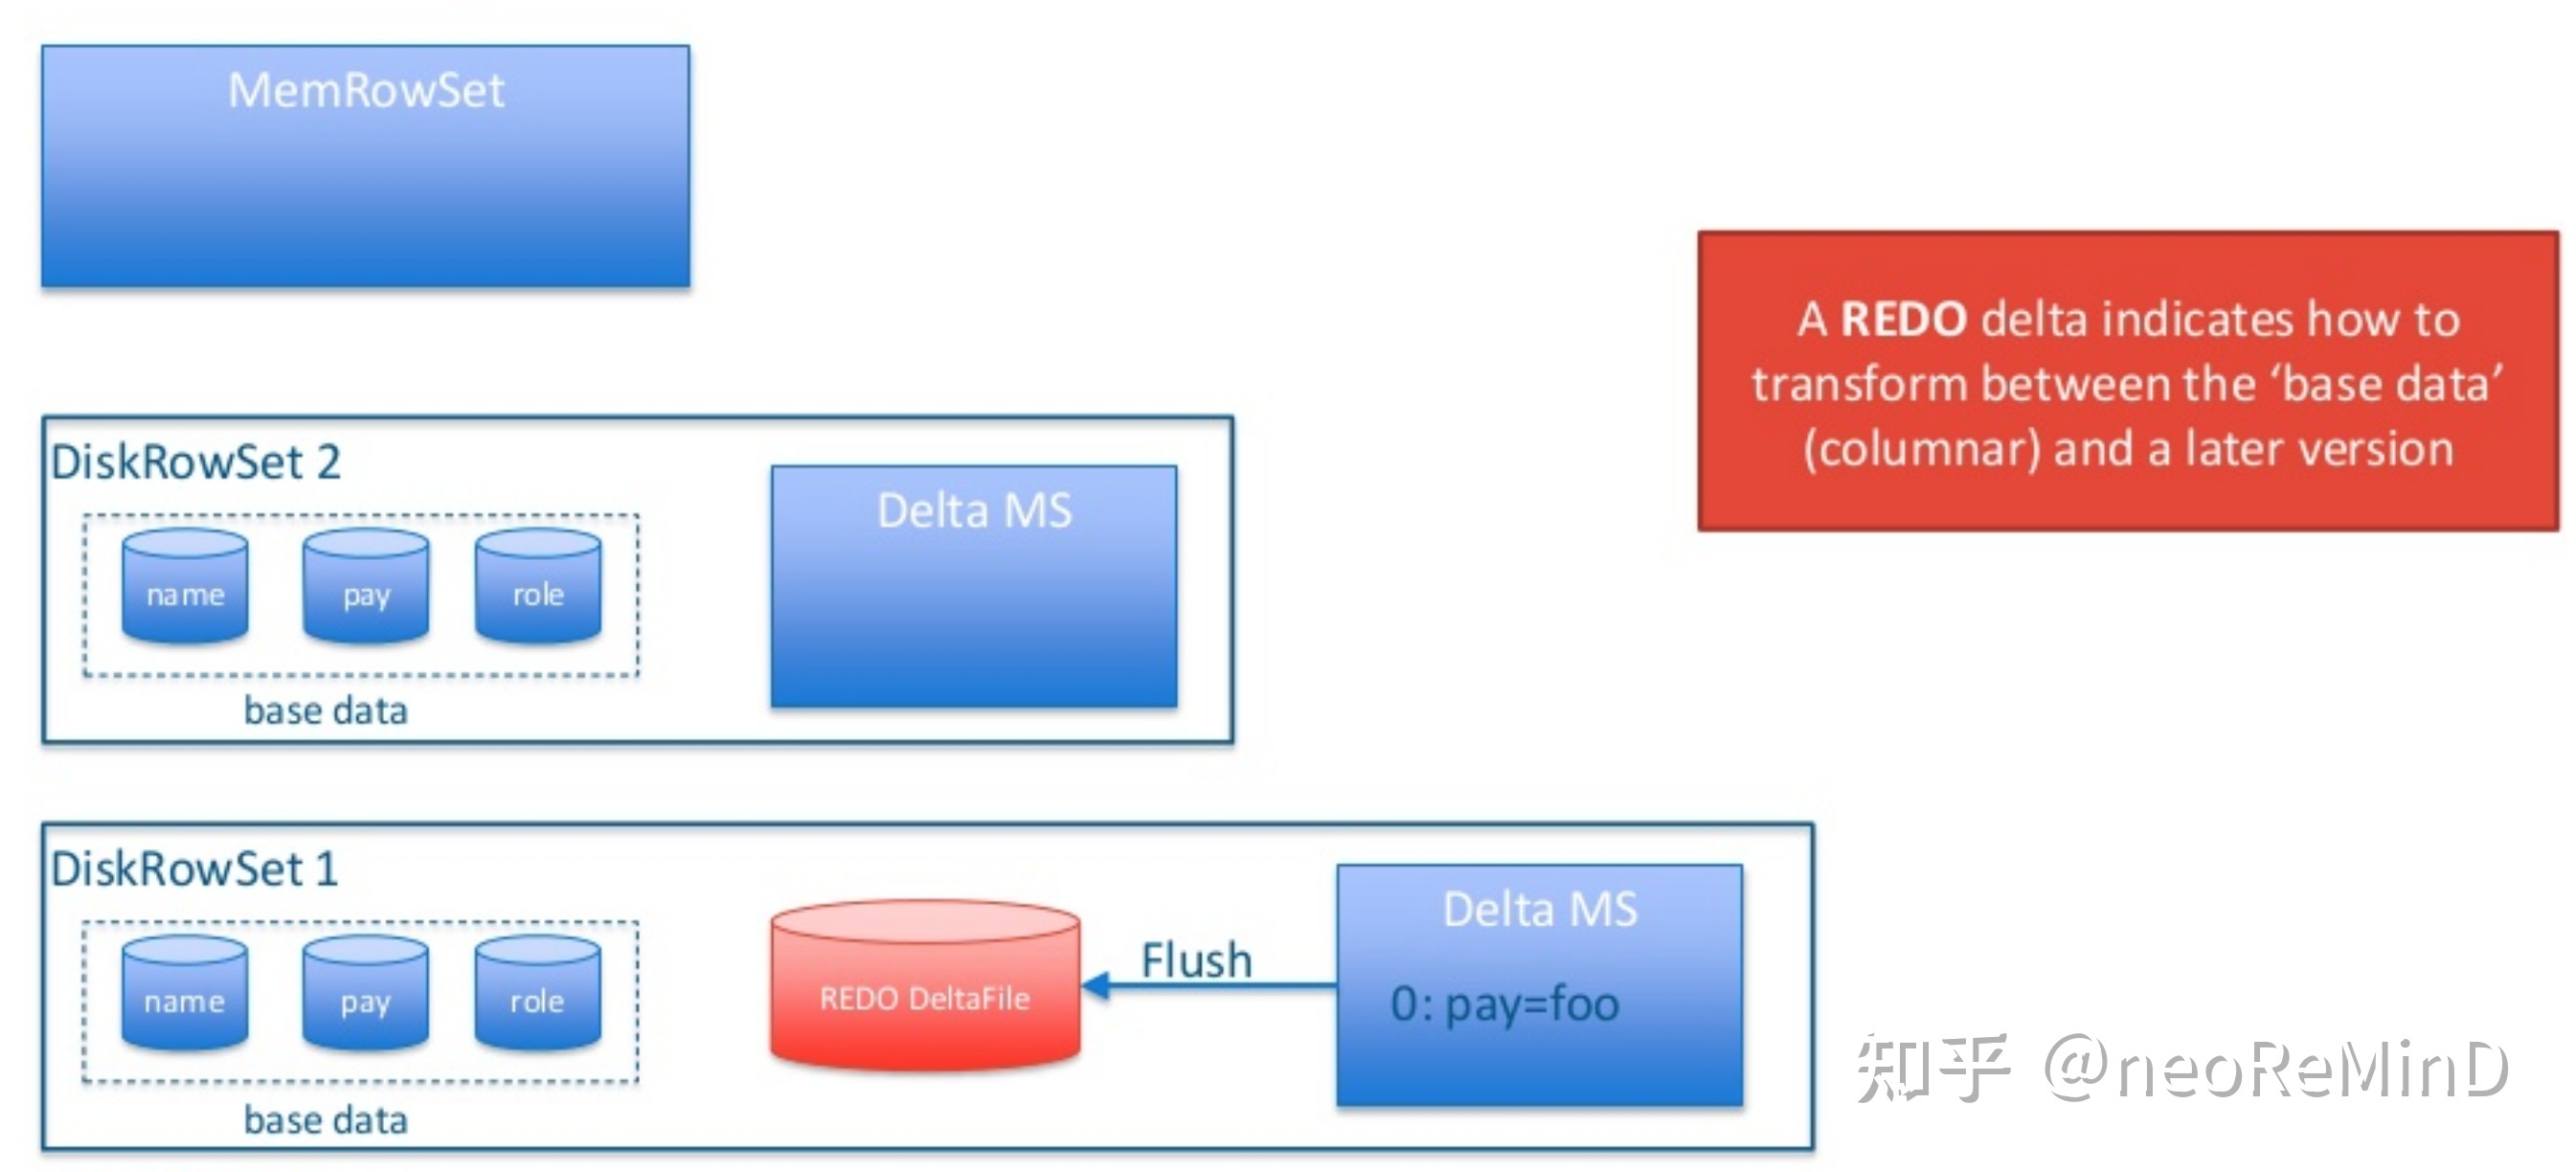 MemRowSet
A REDO delta indicates how to
transform between the ‘base data’
(columnar) and a later version
DiskRowSet 2
Delta MS
name
pay
role
base data
DiskRowSet 1
Delta MS
Flush
0: pay=foo
name
pay
role
REDO DeltaFile
base data
知乎 @neoReMinD